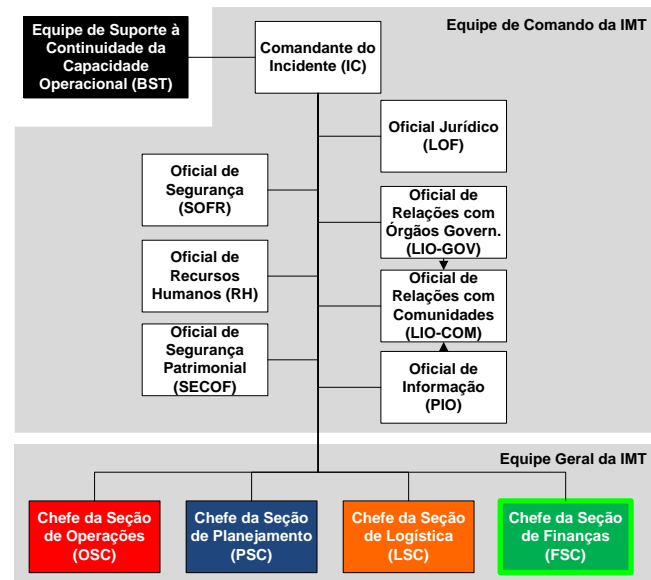 Equipe de Suporte à
Continuidade da
Capacidade
Operacional (BST)
Comandante do
Incidente (IC)
Equipe de Comando da IMT
Oficial Jurídico
(LOF)
Oficial de
Segurança
(SOFR)
Oficial de
Relações com
Órgãos Govern.
(LIO-GOV)
Oficial de
Recursos
Humanos (RH)
Oficial de
Relações com
Comunidades
(LIO-COM)
Oficial de
Segurança
Patrimonial
(SECOF)
Oficial de
Informação
(PIO)
Equipe Geral da IMT
Chefe da Seção
de Operações
(OSC)
Chefe da Seção
de Planejamento
(PSC)
Chefe da Seção
de Logística
(LSC)
Chefe da Seção
de Finanças
(FSC)